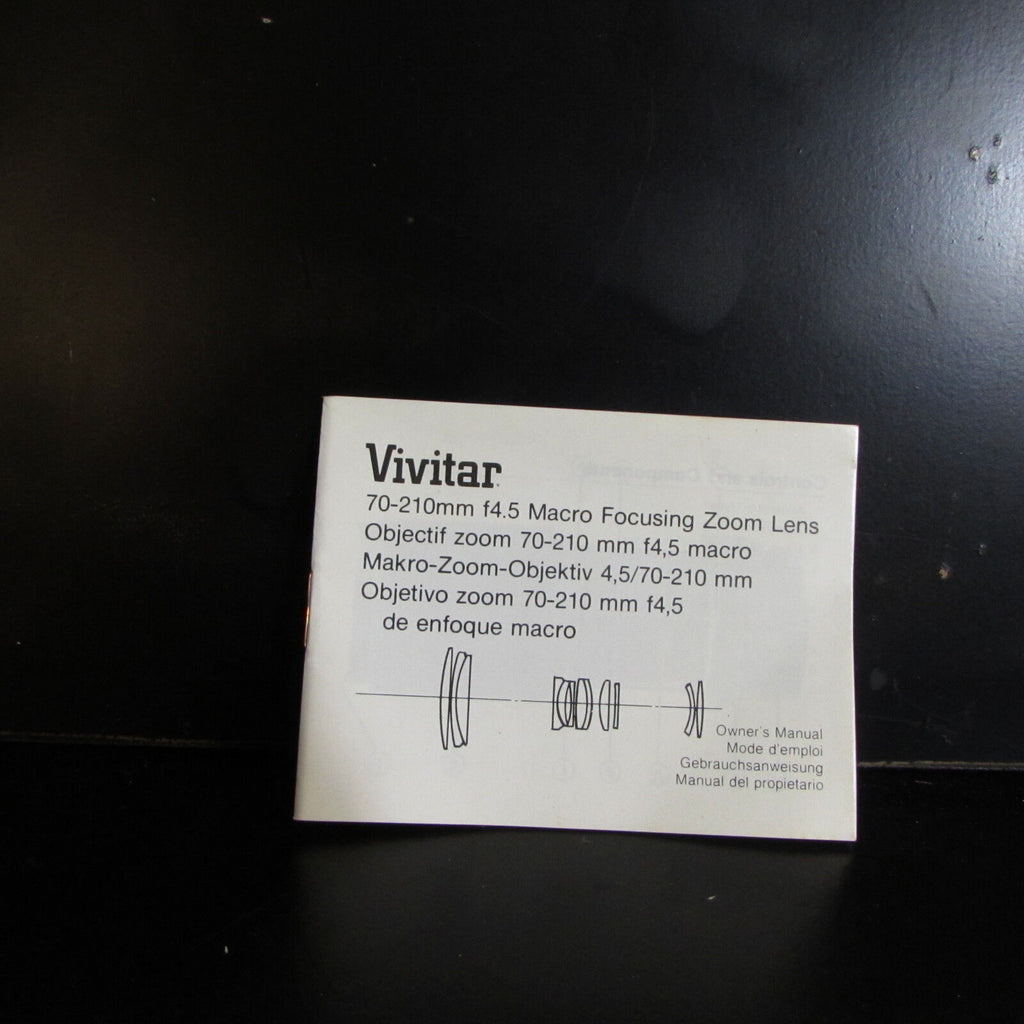 Vivitar
70-210mm f4.5 Macro Focusing Zoom Lens
Objectif zoom 70-210 mm f4,5 macro
Makro-Zoom-Objektiv 4,5/70-210 mm
Objetivo zoom 70-210 mm f4,5
de enfoque macro
Owner's Manual
Mode d'emploi
Gebrauchsanweisung
Manual del propietario